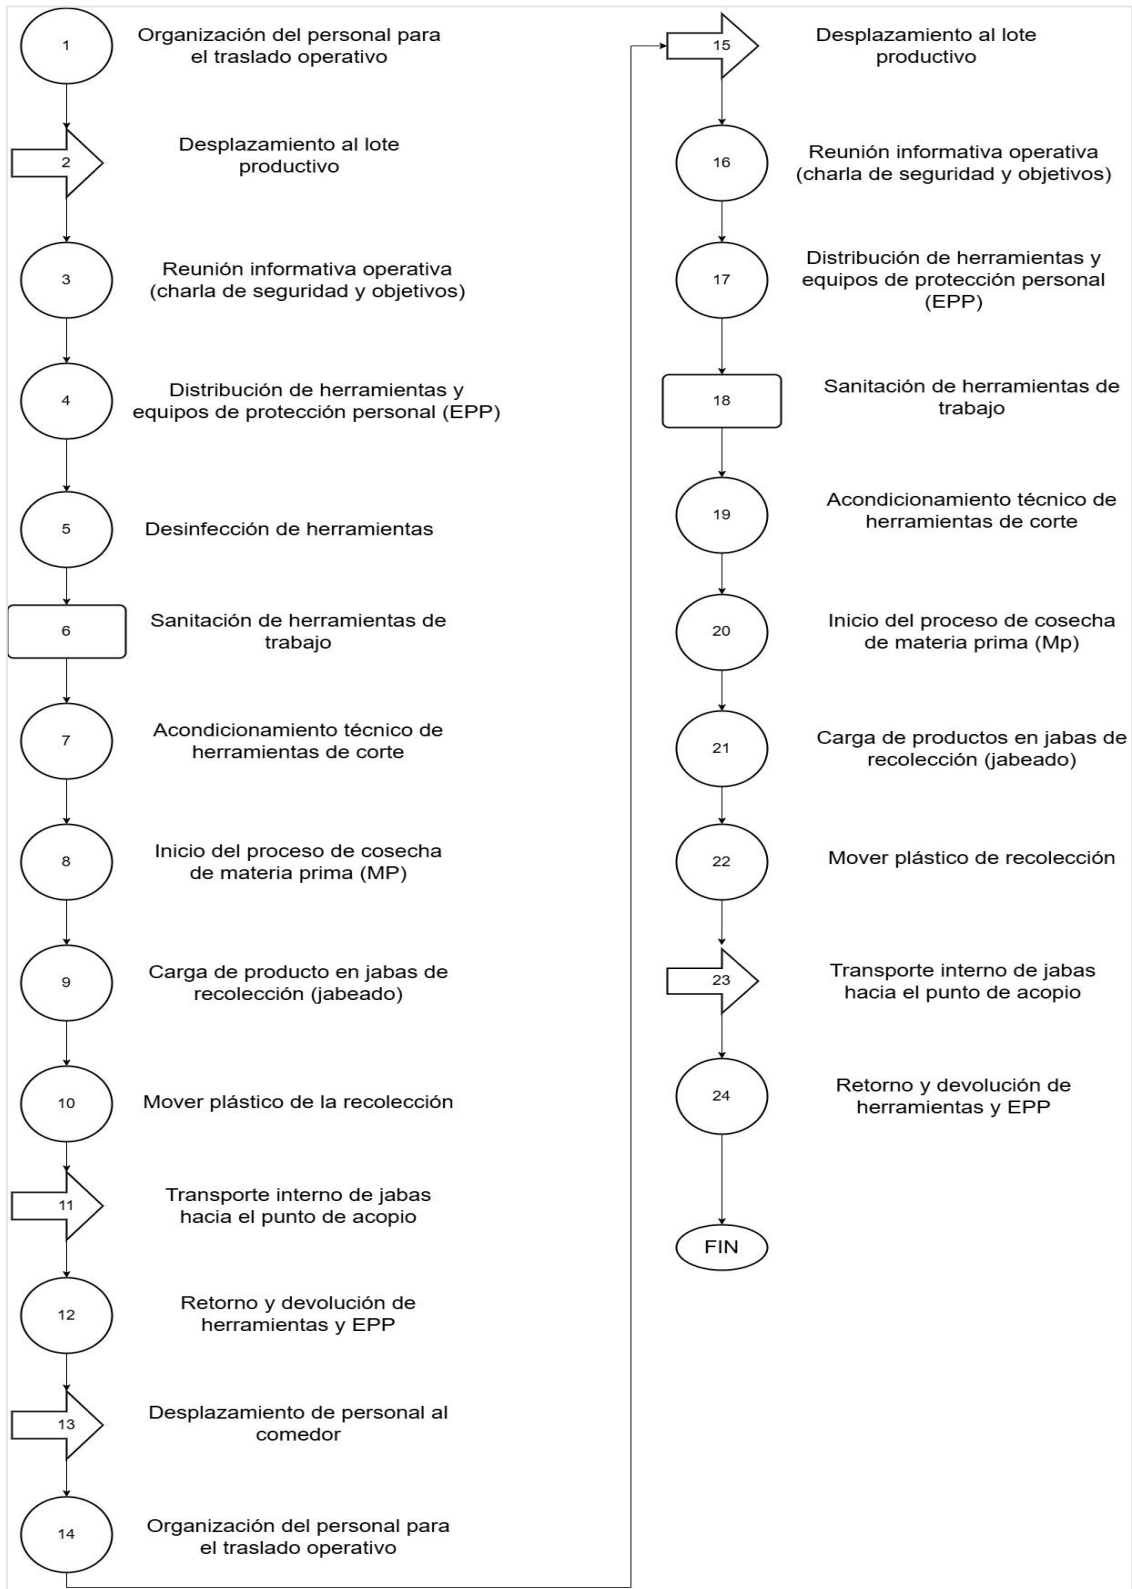 1
Organización del personal para
el traslado operativo
2
Desplazamiento al lote
productivo
3
Reunión informativa operativa
(charla de seguridad y objetivos)
4
Distribución de herramientas y
equipos de protección personal (EPP)
5
Desinfección de herramientas
6
Sanitación de herramientas de
trabajo
7
Acondicionamiento técnico de
herramientas de corte
8
Inicio del proceso de cosecha
de materia prima (MP)
9
Carga de producto en jabas de
recolección (jabeado)
10
Mover plástico de la recolección
11
Transporte interno de jabas
hacia el punto de acopio
12
Retorno y devolución de
herramientas y EPP
13
Desplazamiento de personal al
comedor
14
Organización del personal para
el traslado operativo
15
Desplazamiento al lote
productivo
16
Reunión informativa operativa
(charla de seguridad y objetivos)
17
Distribución de herramientas y
equipos de protección personal
(EPP)
18
Sanitación de herramientas de
trabajo
19
Acondicionamiento técnico de
herramientas de corte
20
Inicio del proceso de cosecha
de materia prima (Mp)
21
Carga de productos en jabas de
recolección (jabeado)
22
Mover plástico de recolección
23
Transporte interno de jabas
hacia el punto de acopio
24
Retorno y devolución de
herramientas y EPP
FIN